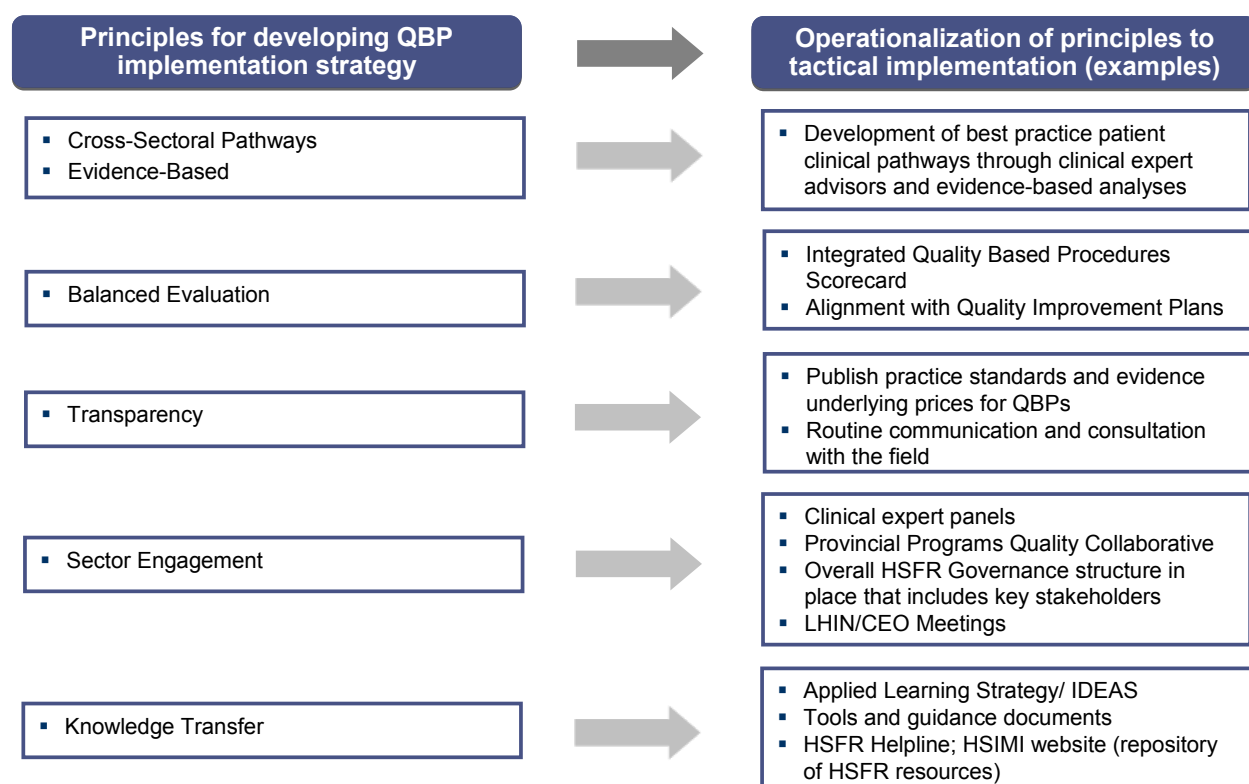 Principles for developing QBP
implementation strategy
Operationalization of principles to
tactical implementation (examples)
▪ Cross-Sectoral Pathways
▪ Evidence-Based
▪ Development of best practice patient
clinical pathways through clinical expert
advisors and evidence-based analyses
▪ Balanced Evaluation
▪ Integrated Quality Based Procedures
Scorecard
▪ Alignment with Quality Improvement Plans
▪ Transparency
▪ Publish practice standards and evidence
underlying prices for QBPs
▪ Routine communication and consultation
with the field
▪ Sector Engagement
▪ Clinical expert panels
▪ Provincial Programs Quality Collaborative
▪ Overall HSFR Governance structure in
place that includes key stakeholders
▪ LHIN/CEO Meetings
▪ Knowledge Transfer
▪ Applied Learning Strategy/ IDEAS
▪ Tools and guidance documents
▪ HSFR Helpline; HSIMI website (repository
of HSFR resources)